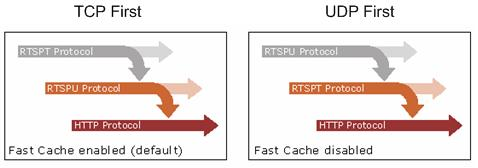 TCP First
RTSPT Protocol
RTSPU Protocol
HTTP Protocol
Fast Cache enabled (default)
UDP First
RTSPU Protocol
RTSPT Protocol
HTTP Protocol
Fast Cache disabled